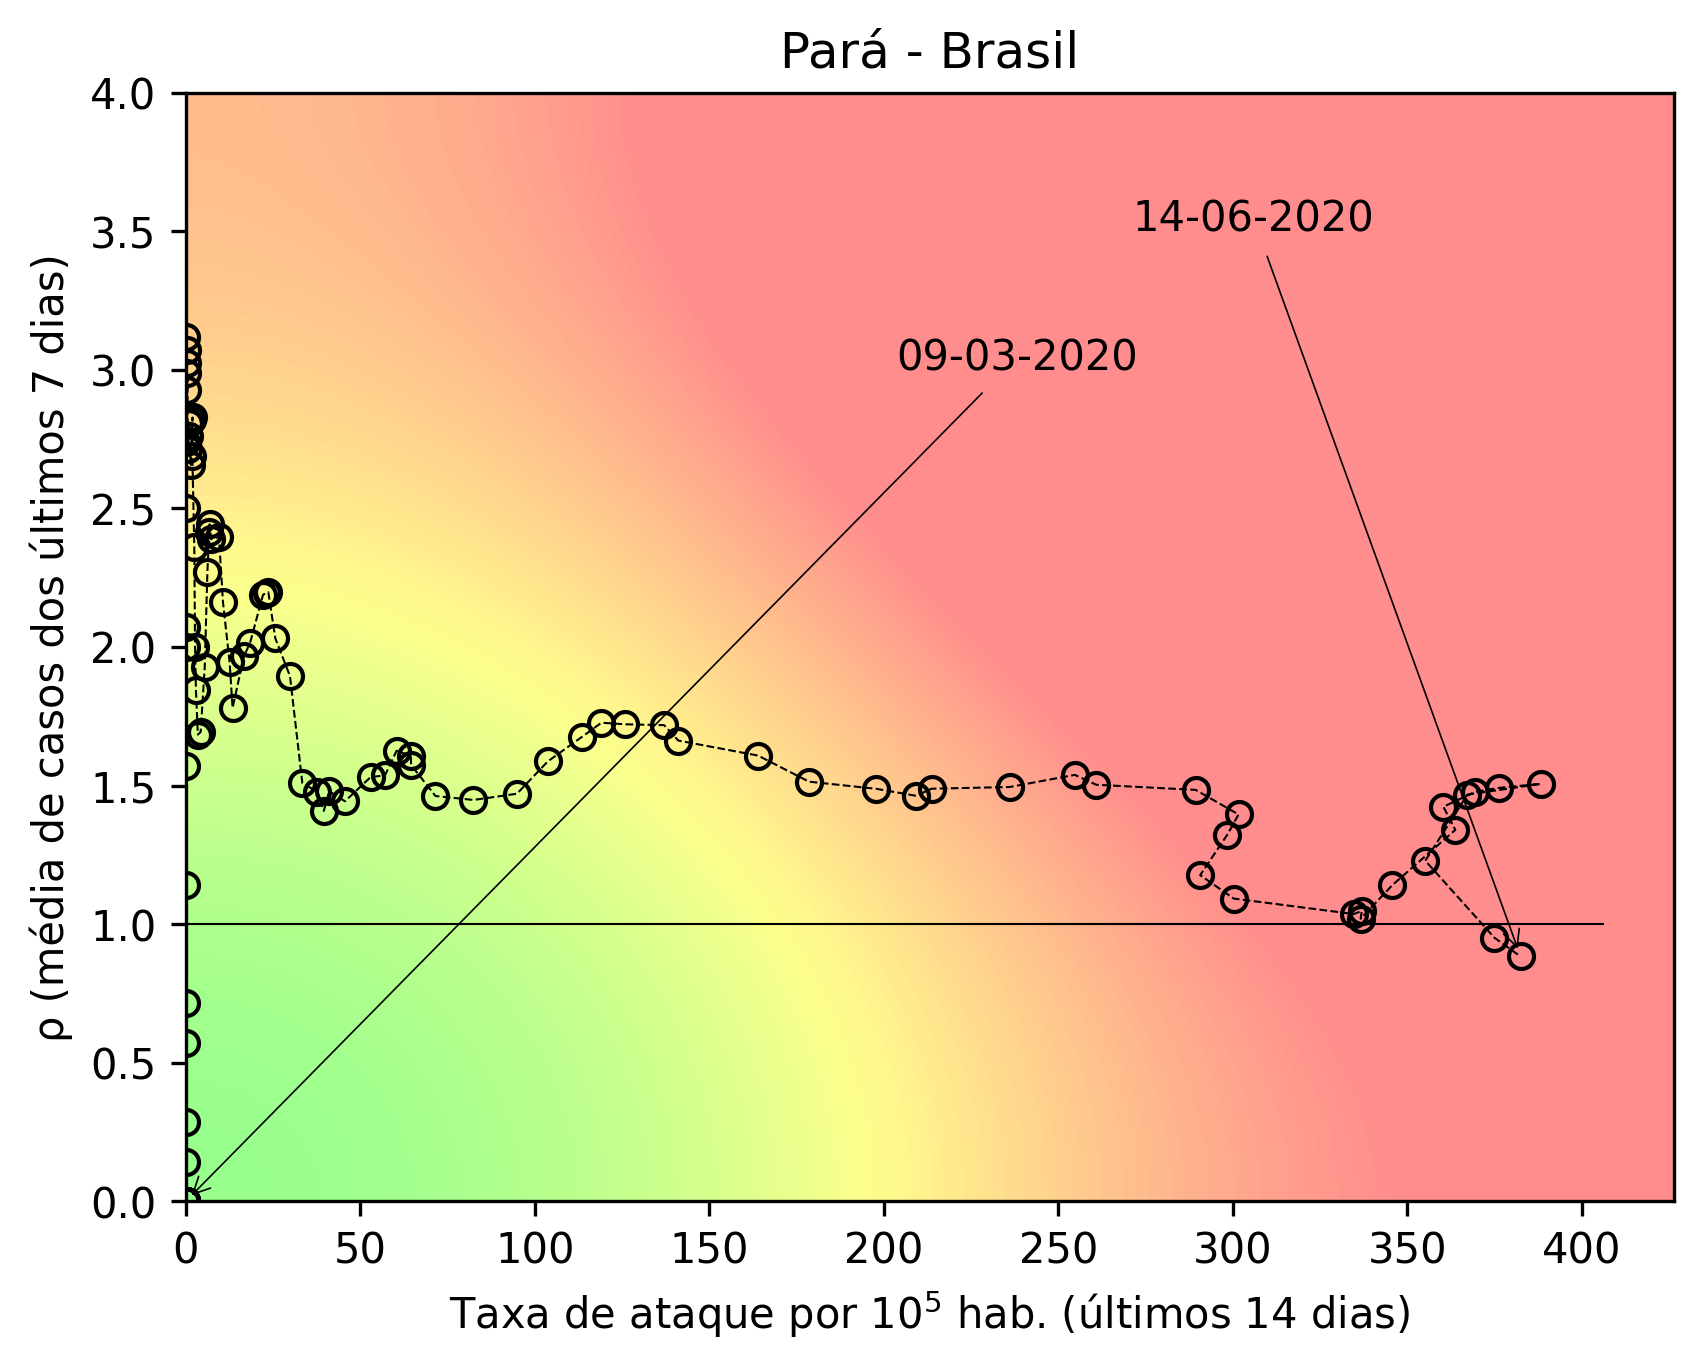 Pará - Brasil
4.0
3.5
3.0
2.5
2.0
1.5
1.0
0.5
0.0
ρ (média de casos dos últimos 7 dias)
14-06-2020
09-03-2020
0 50 100 150 200 250 300 350 400
Taxa de ataque por 10⁵ hab. (últimos 14 dias)